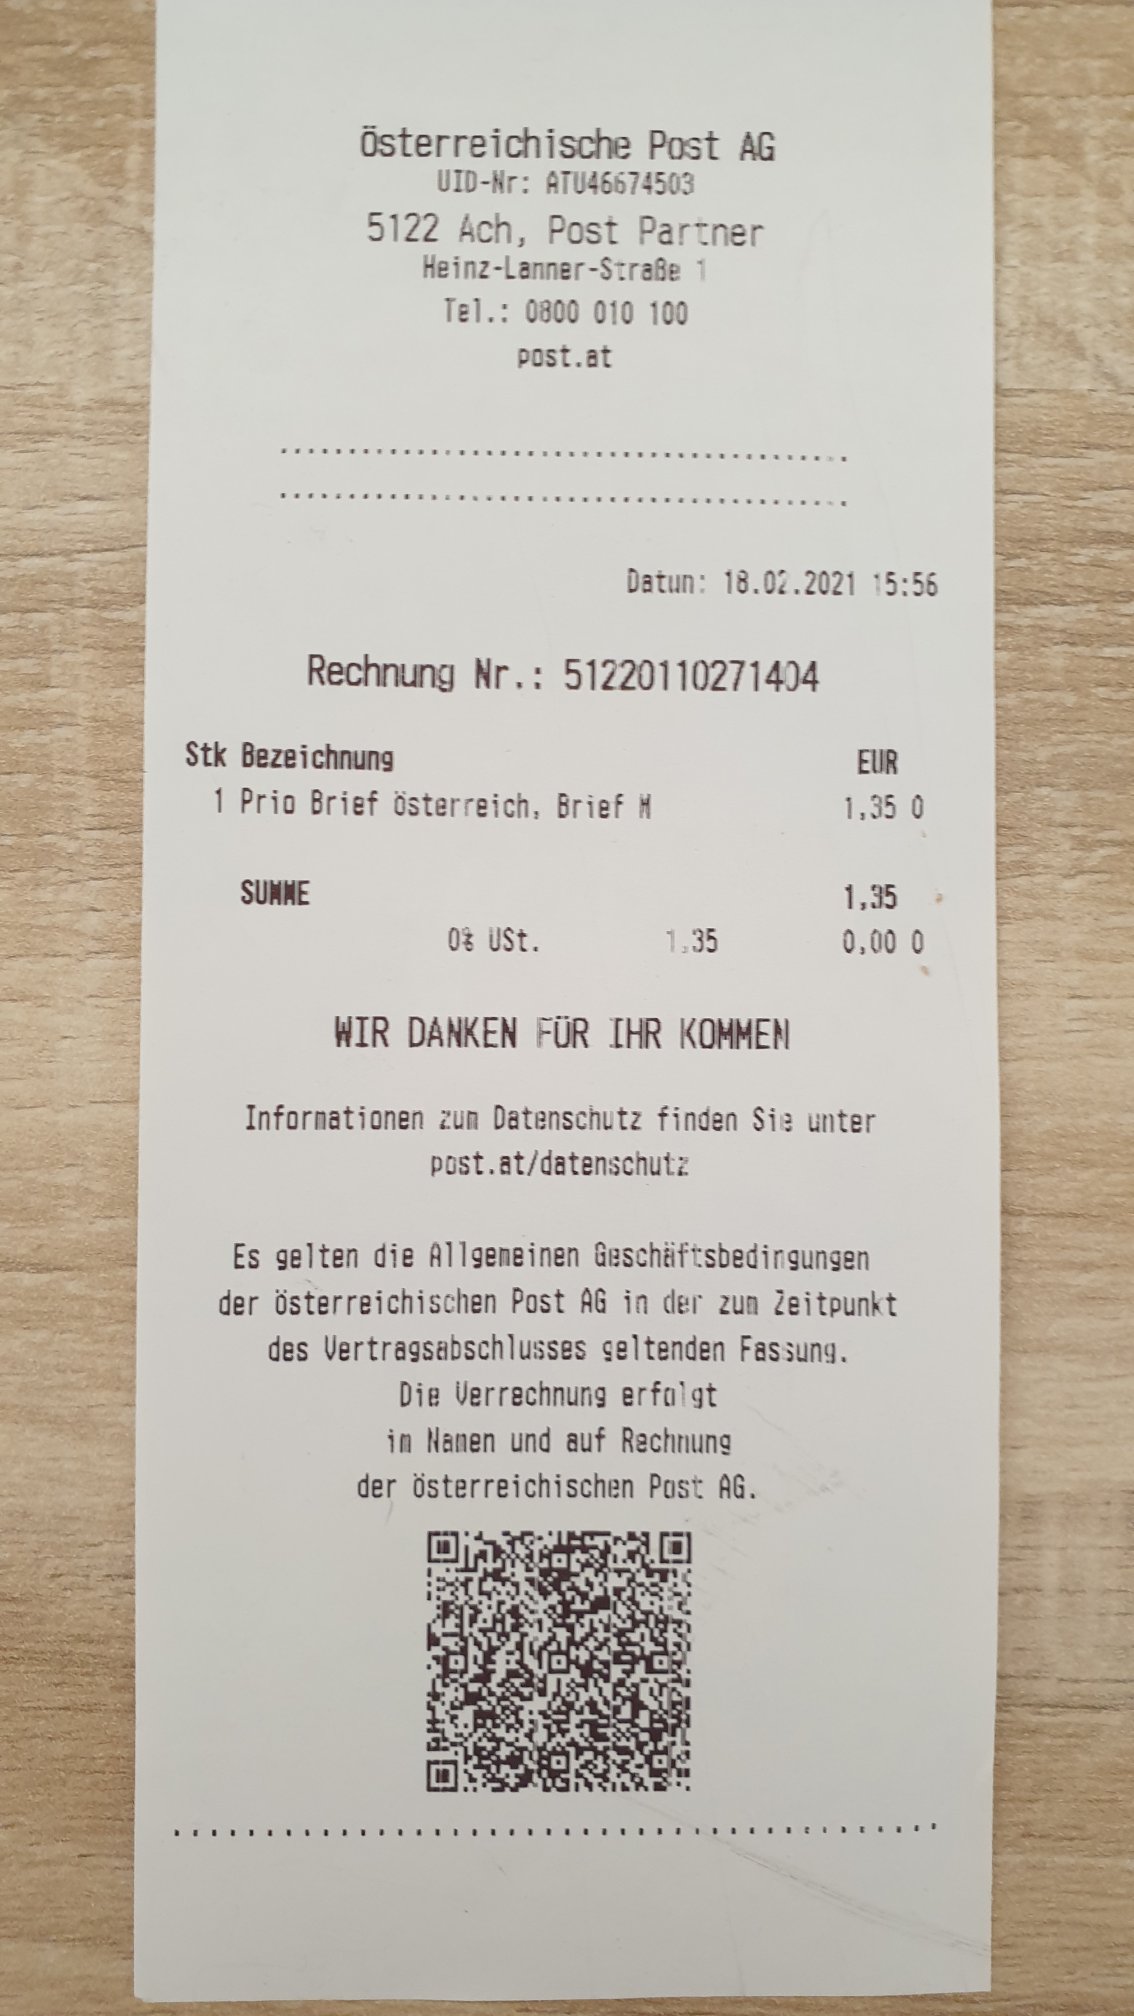 Österreichische Post AG
UID-Nr: ATU46674503
5122 Ach, Post Partner
Heinz-Lanner-Straße 1
Tel.: 0800 010 100
post.at
Datum: 18.02.2021 15:56
Rechnung Nr.: 51220110271404
Stk Bezeichnung EUR
1 Prio Brief Österreich, Brief M 1,35 0
SUMME 1,35
0% USt. 1,35 0,00 0
WIR DANKEN FÜR IHR KOMMEN
Informationen zum Datenschutz finden Sie unter
post.at/datenschutz
Es gelten die Allgemeinen Geschäftsbedingungen
der Österreichischen Post AG in der zum Zeitpunkt
des Vertragsabschlusses geltenden Fassung.
Die Verrechnung erfolgt
im Namen und auf Rechnung
der Österreichischen Post AG.